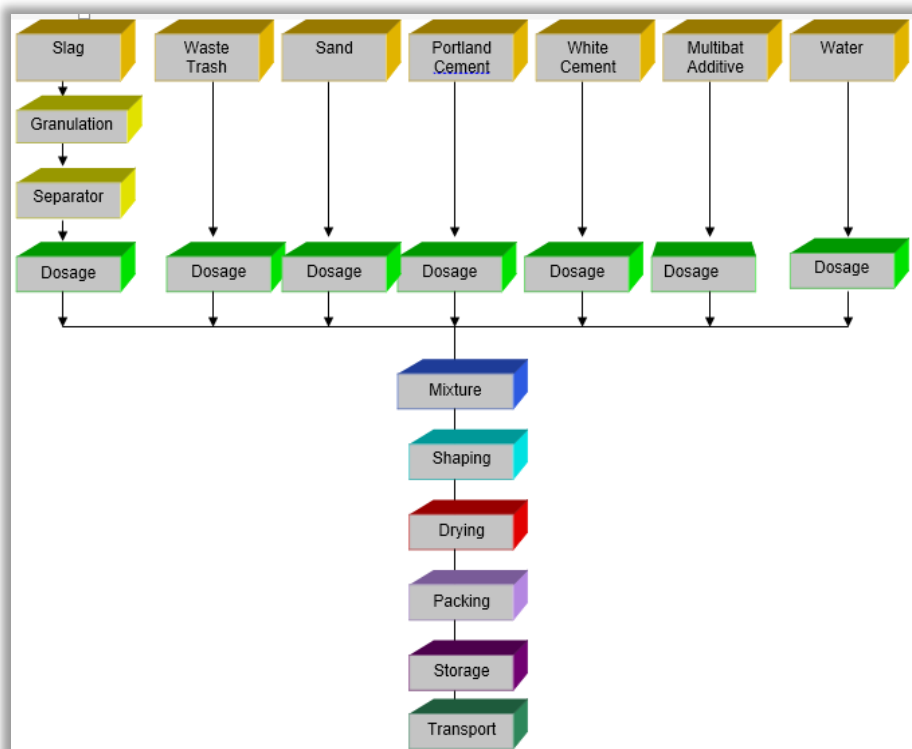 Slag
Waste
Trash
Sand
Portland
Cement
White
Cement
Multibat
Additive
Water
Granulation
Separator
Dosage
Dosage
Dosage
Dosage
Dosage
Dosage
Dosage
Mixture
Shaping
Drying
Packing
Storage
Transport